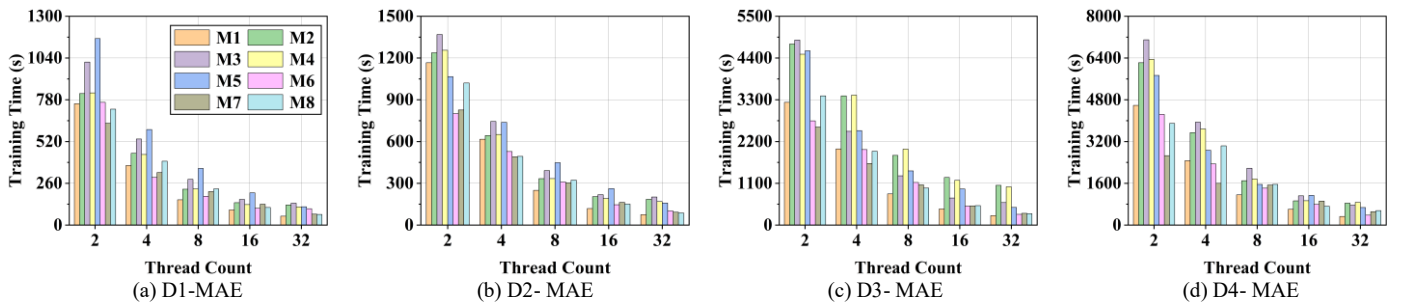 1300
1040
780
520
260
0
Training Time (s)
M1 M2
M3 M4
M5 M6
M7 M8
2 4 8 16 32
Thread Count
(a) D1-MAE
1500
1200
900
600
300
0
Training Time (s)
2 4 8 16 32
Thread Count
(b) D2- MAE
5500
4400
3300
2200
1100
0
Training Time (s)
2 4 8 16 32
Thread Count
(c) D3- MAE
8000
6400
4800
3200
1600
0
Training Time (s)
2 4 8 16 32
Thread Count
(d) D4- MAE